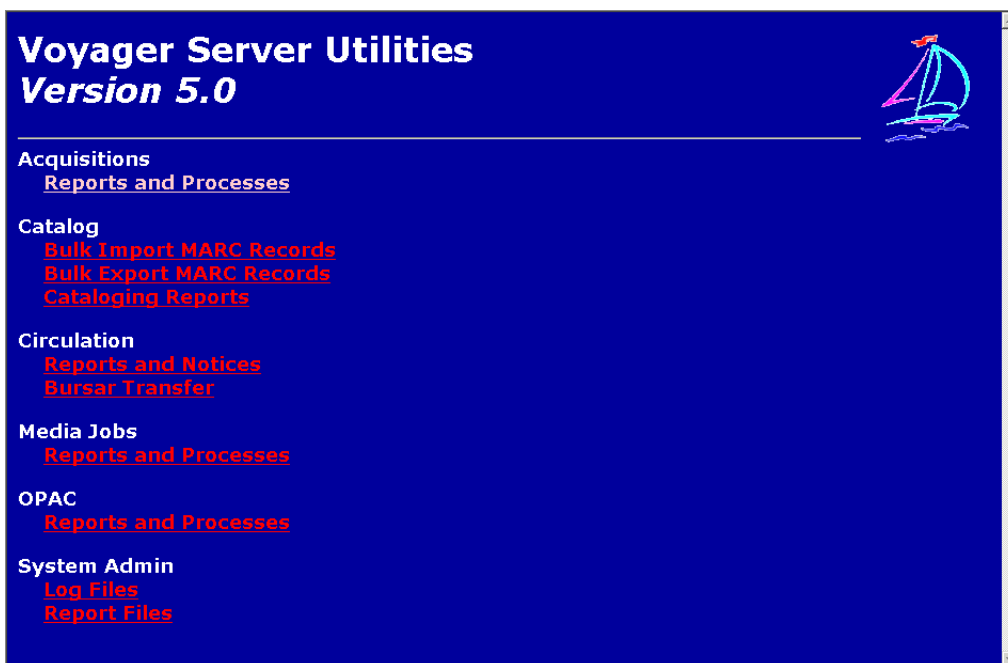 Voyager Server Utilities
Version 5.0
Acquisitions
Reports and Processes
Catalog
Bulk Import MARC Records
Bulk Export MARC Records
Cataloging Reports
Circulation
Reports and Notices
Bursar Transfer
Media Jobs
Reports and Processes
OPAC
Reports and Processes
System Admin
Log Files
Report Files